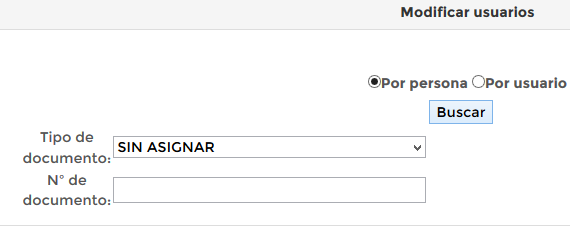 Modificar usuarios
Por persona Por usuario
Buscar
Tipo de
documento:
SIN ASIGNAR
N° de
documento: